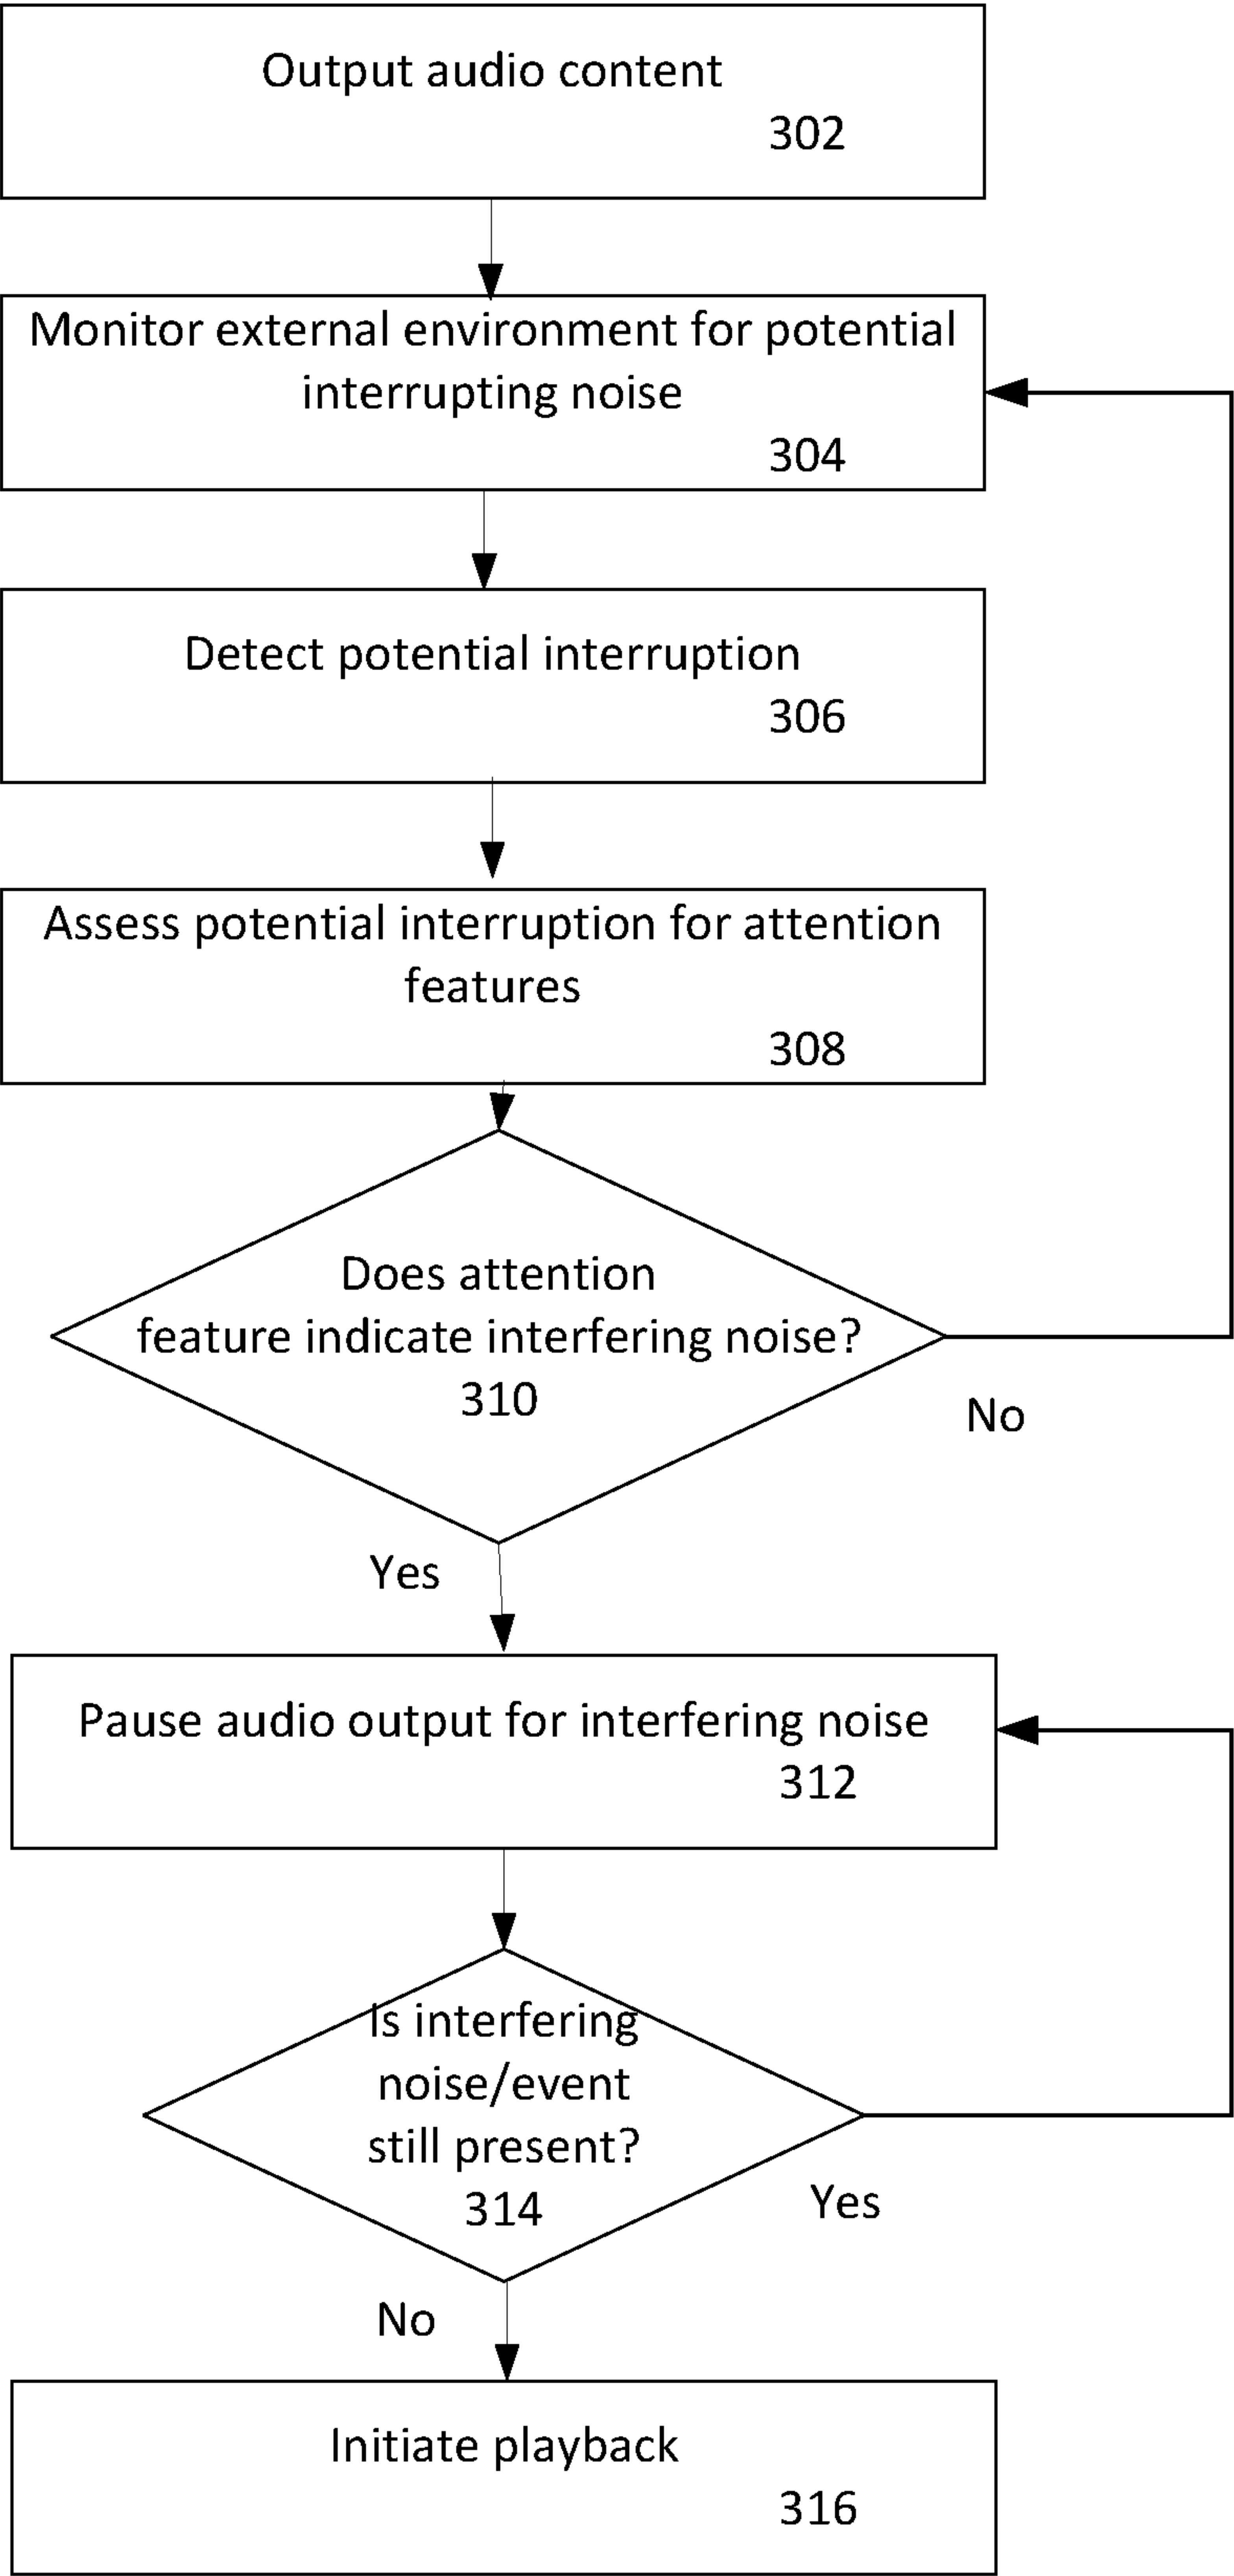 Output audio content
302
Monitor external environment for potential
interrupting noise
304
Detect potential interruption
306
Assess potential interruption for attention
features
308
Does attention
feature indicate interfering noise?
310
No
Yes
Pause audio output for interfering noise
312
Is interfering
noise/event
still present?
314
Yes
No
Initiate playback
316